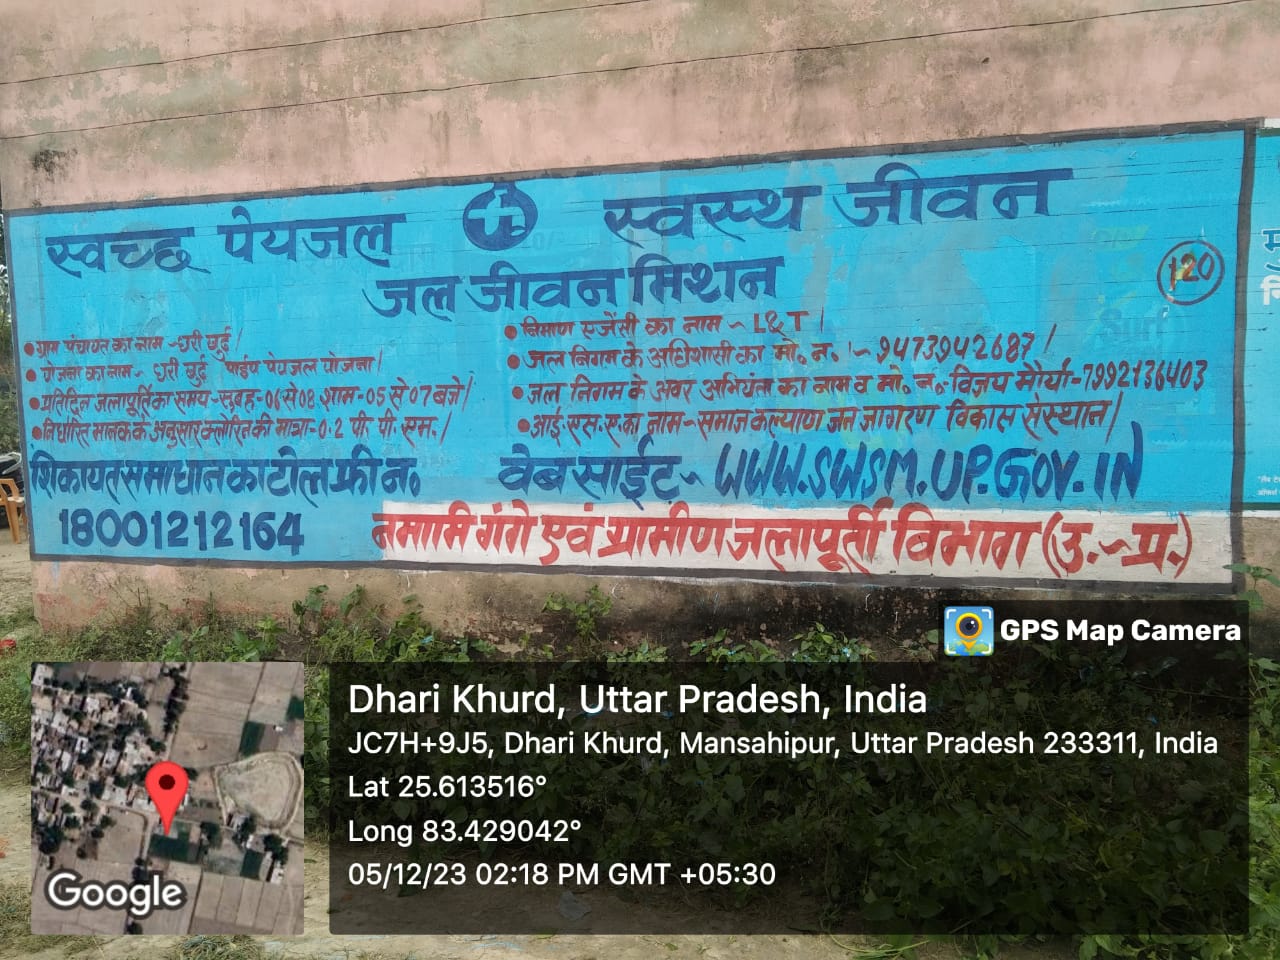 स्वच्छ पेयजल स्वस्थ जीवन
जल जीवन मिशन
120
• ग्राम पंचायत का नाम - धरी खुर्द।
• योजना का नाम - धरी खुर्द पाईप पेयजल योजना।
• प्रतिदिन जलापूर्ति का समय - सुबह - 06 से 08 शाम - 05 से 07 बजे।
• निर्धारित मानक के अनुसार क्लोरिन की मात्रा - 0.2 पी॰ पी॰ एम॰।
• निर्माण एजेंसी का नाम ~ L&T।
• जल निगम के अधिशासी का मो॰ न॰।- 9473942687।
• जल निगम के अवर अभियंता का नाम व मो॰ न॰- विजय मौर्या- 7992136403
• आई॰ एस॰ ए॰ का नाम - समाज कल्याण जन जागरण विकास संस्थान।
शिकायत समाधान का टोल फ्री न॰
18001212164
वेब साईट ~ WWW.SWSM.UP.GOV.IN
नमामि गंगे एवं ग्रामीण जलापूर्ती विभाग (उ.~प्र.)
GPS Map Camera
Dhari Khurd, Uttar Pradesh, India
JC7H+9J5, Dhari Khurd, Mansahipur, Uttar Pradesh 233311, India
Lat 25.613516°
Long 83.429042°
05/12/23 02:18 PM GMT +05:30
Google